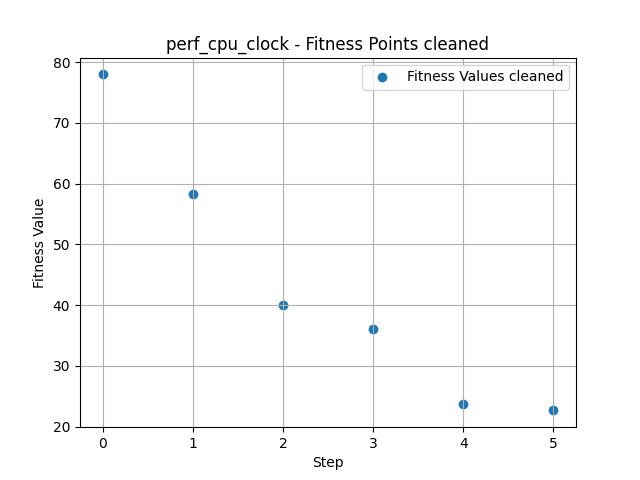 perf_cpu_clock - Fitness Points cleaned
Fitness Values cleaned
80
70
60
50
40
30
20
Fitness Value
0 1 2 3 4 5
Step